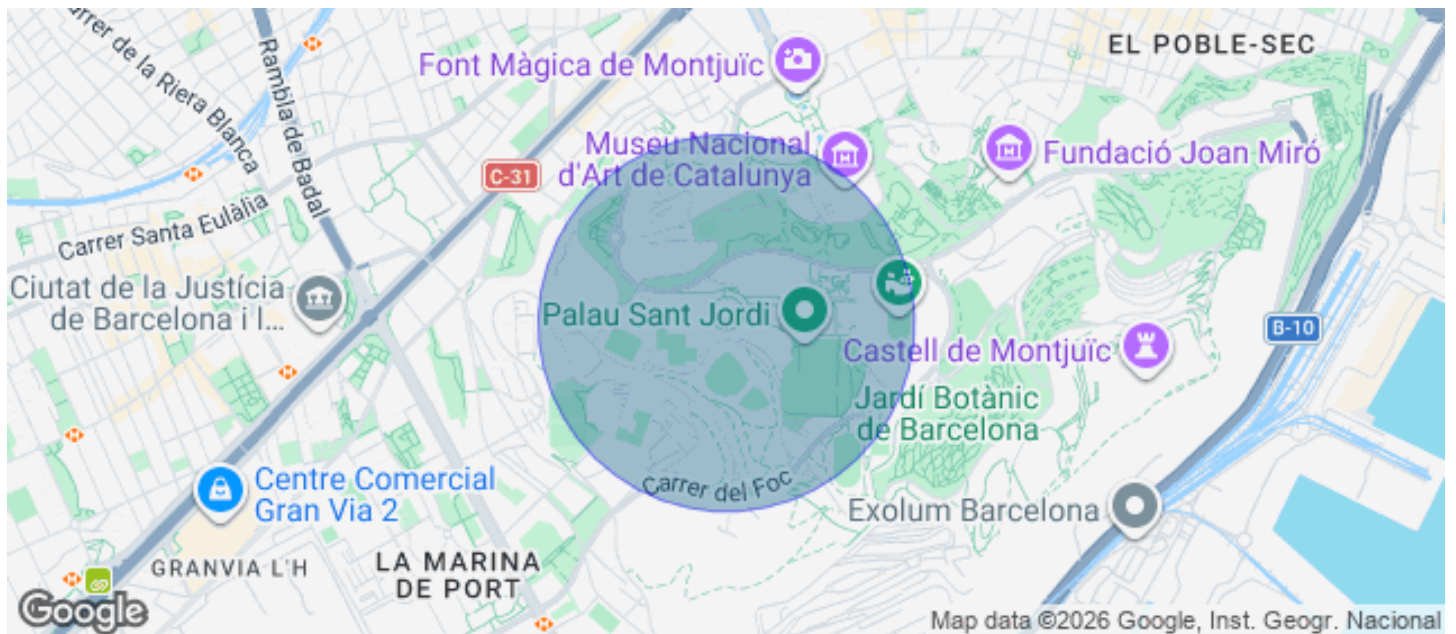 Carrer de la Riera Blanca
Rambla de Badal
Font Màgica de Montjuïc
EL POBLE-SEC
C-31
Museu Nacional
d'Art de Catalunya
Fundació Joan Miró
Carrer Santa Eulàlia
Ciutat de la Justícia
de Barcelona i l...
Palau Sant Jordi
Castell de Montjuïc
B-10
Jardí Botànic
de Barcelona
Carrer del Foc
Centre Comercial
Gran Via 2
Exolum Barcelona
GRANVIA L'H
LA MARINA
DE PORT
Google
Map data ©2026 Google, Inst. Geogr. Nacional